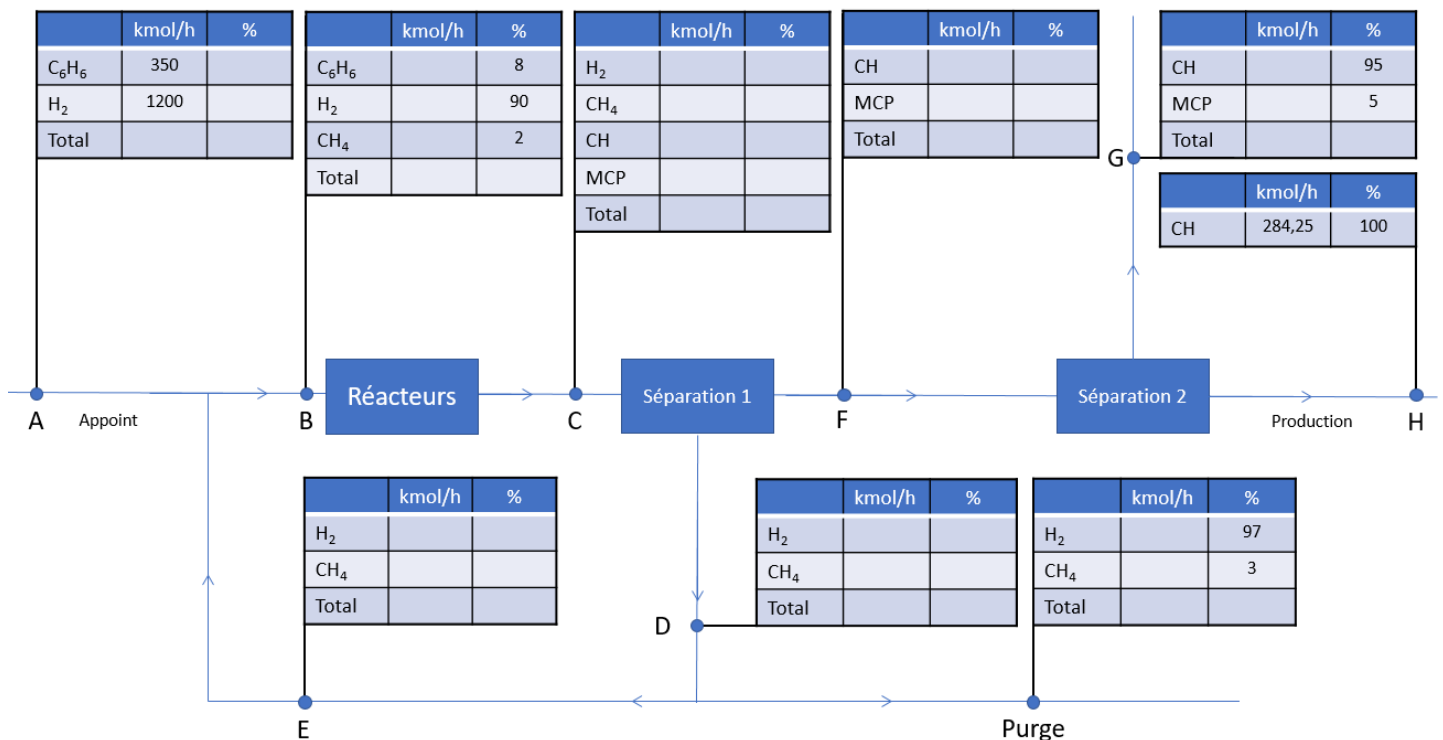 kmol/h %
C6H6 350
H2 1200
Total
kmol/h %
C6H6 8
H2 90
CH4 2
Total
kmol/h %
H2
CH4
CH
MCP
Total
kmol/h %
CH
MCP
Total
kmol/h %
CH 95
MCP 5
Total
G
kmol/h %
CH 284,25 100
Réacteurs
Séparation 1
Séparation 2
A
Appoint
B
C
F
Production
H
kmol/h %
H2
CH4
Total
kmol/h %
H2
CH4
Total
kmol/h %
H2 97
CH4 3
Total
D
E
Purge